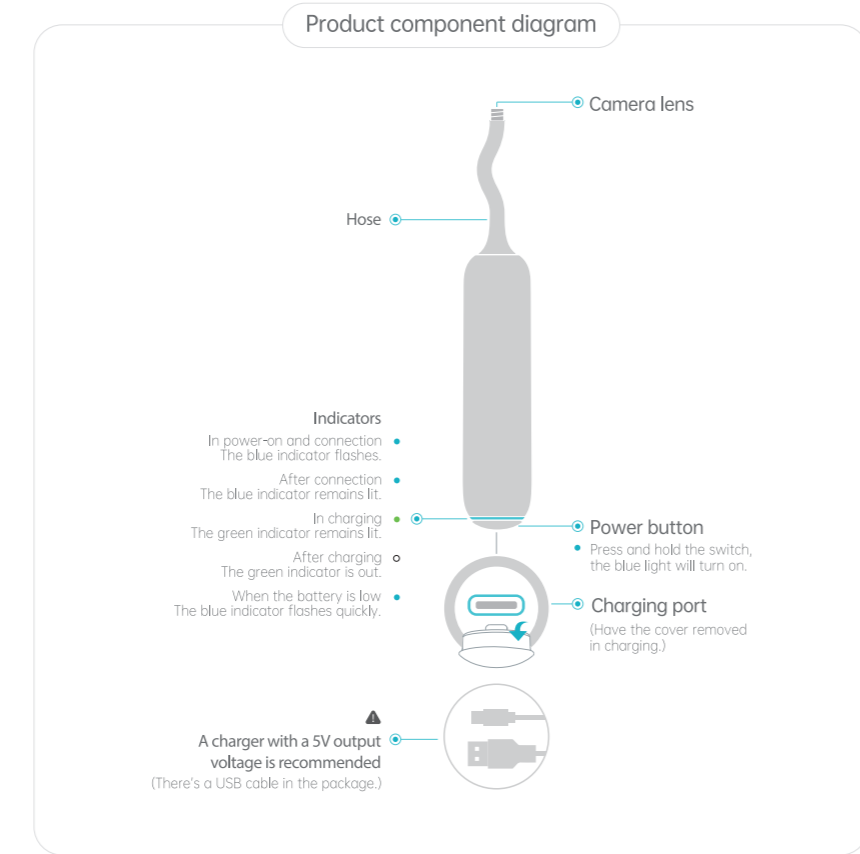 Product component diagram
Camera lens
Hose
Indicators
In power-on and connection
The blue indicator flashes.
After connection
The blue indicator remains lit.
In charging
The green indicator remains lit.
After charging
The green indicator is out.
When the battery is low
The blue indicator flashes quickly.
Power button
Press and hold the switch,
the blue light will turn on.
Charging port
(Have the cover removed
in charging.)
A charger with a 5V output
voltage is recommended
(There's a USB cable in the package.)